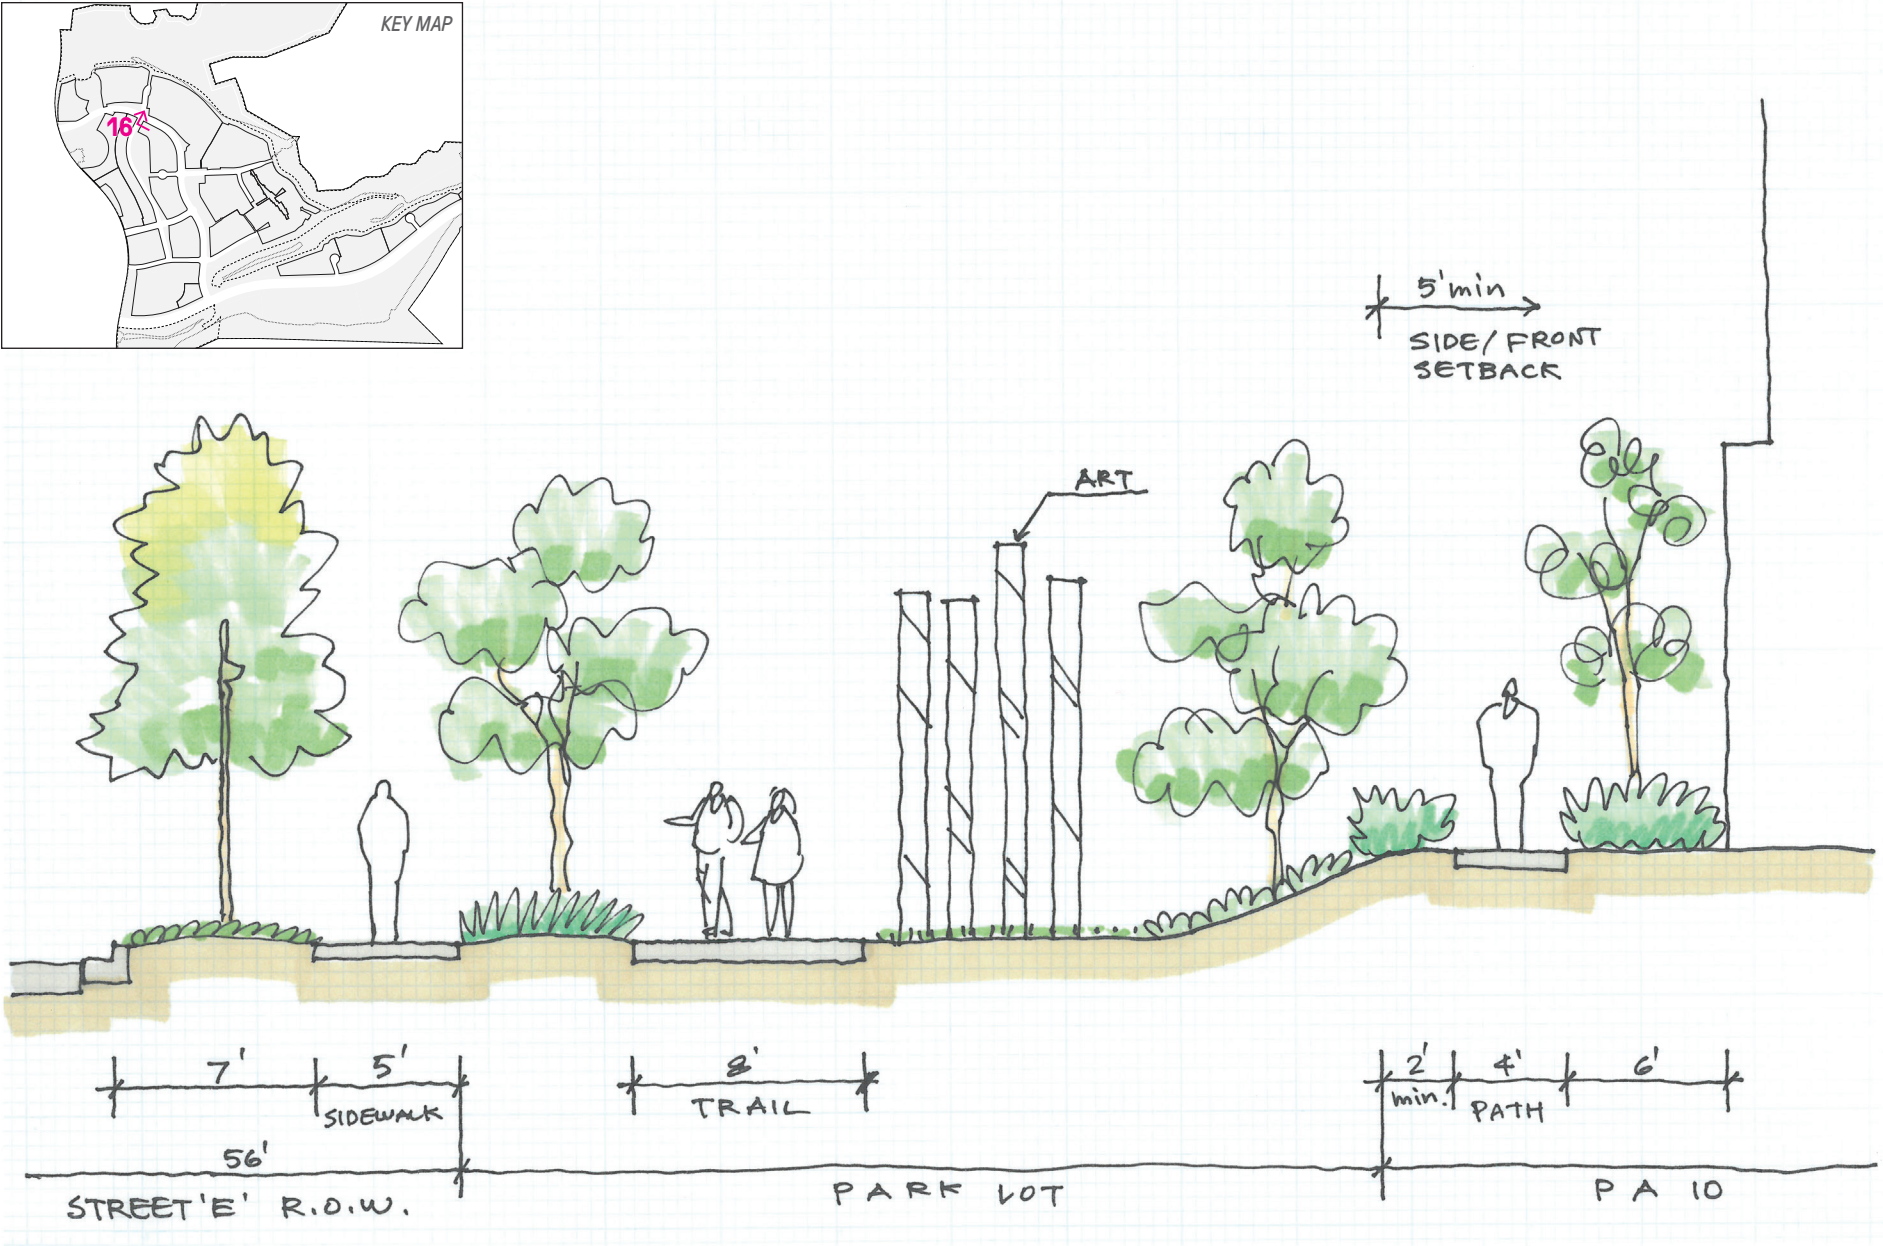 KEY MAP
16
5' min
SIDE/FRONT
SETBACK
ART
7'
5'
SIDEWALK
8'
TRAIL
2'
min.
4'
PATH
6'
56'
STREET 'E' R.O.W.
PARK LOT
PA 10